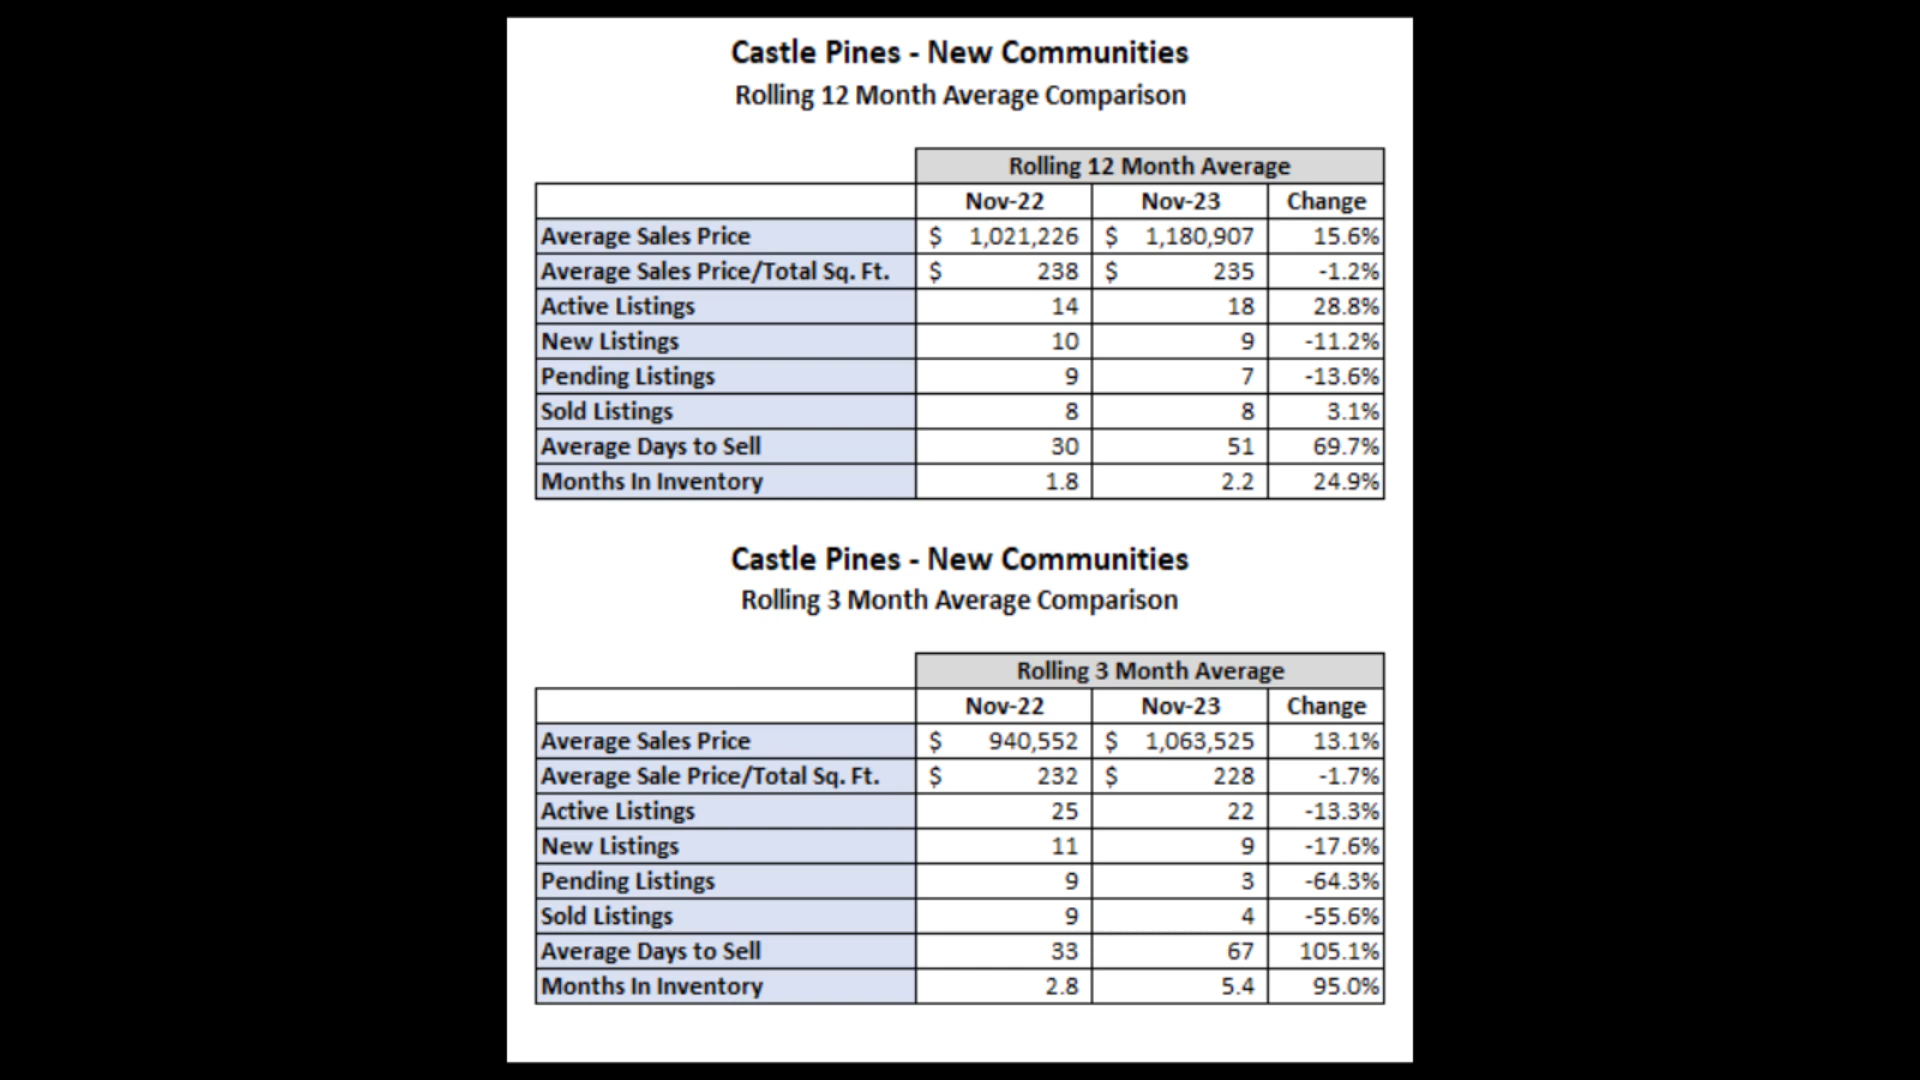 Castle Pines - New Communities
Rolling 12 Month Average Comparison
Rolling 12 Month Average
Nov-22 Nov-23 Change
Average Sales Price $ 1,021,226 $ 1,180,907 15.6%
Average Sales Price/Total Sq. Ft. $ 238 $ 235 -1.2%
Active Listings 14 18 28.8%
New Listings 10 9 -11.2%
Pending Listings 9 7 -13.6%
Sold Listings 8 8 3.1%
Average Days to Sell 30 51 69.7%
Months In Inventory 1.8 2.2 24.9%
Castle Pines - New Communities
Rolling 3 Month Average Comparison
Rolling 3 Month Average
Nov-22 Nov-23 Change
Average Sales Price $ 940,552 $ 1,063,525 13.1%
Average Sale Price/Total Sq. Ft. $ 232 $ 228 -1.7%
Active Listings 25 22 -13.3%
New Listings 11 9 -17.6%
Pending Listings 9 3 -64.3%
Sold Listings 9 4 -55.6%
Average Days to Sell 33 67 105.1%
Months In Inventory 2.8 5.4 95.0%